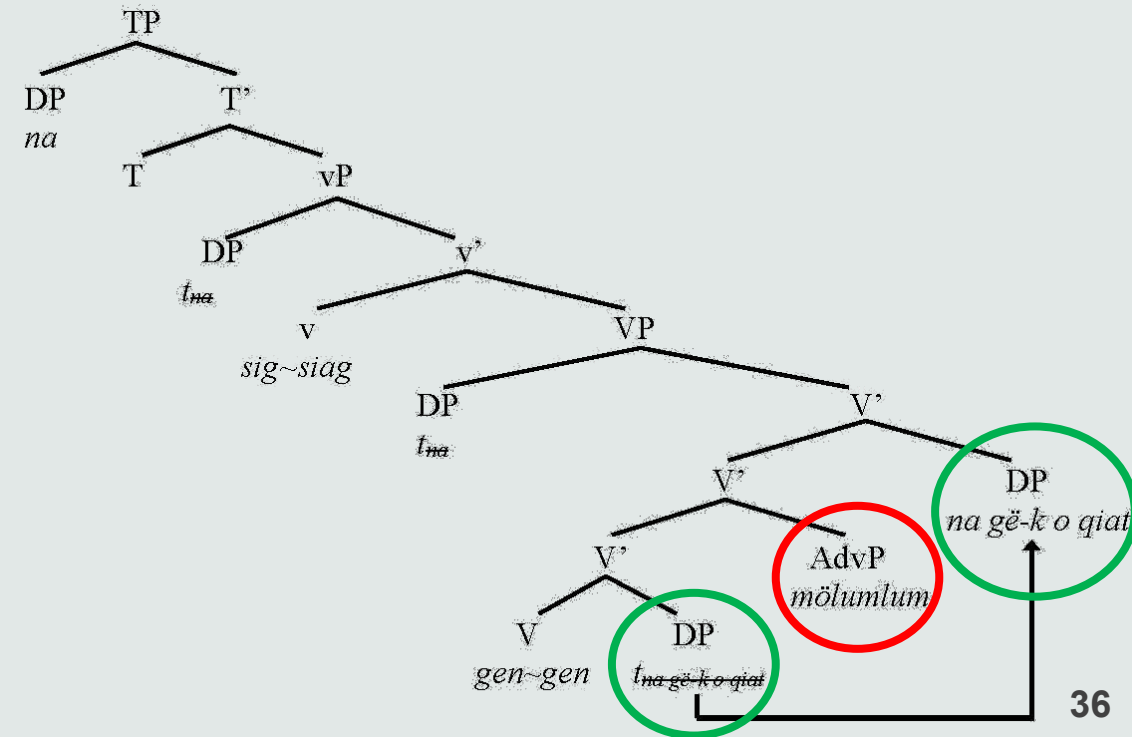 TP
DP T’
na
T vP
DP v’
tna
v VP
sig~siag
DP V’
tna
V’ DP
na gë-k o qiat
V’ AdvP
mölumlum
V DP
gen~gen tna gë-k o qiat
36